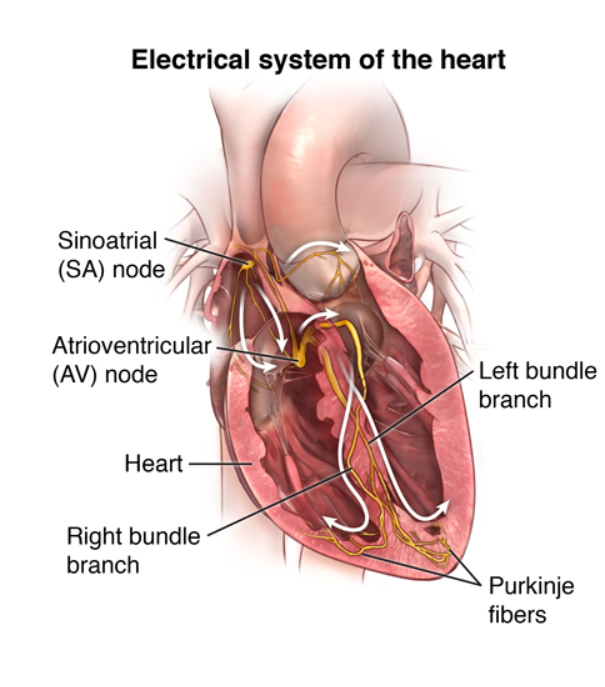 Electrical system of the heart
Sinoatrial
(SA) node
Atrioventricular
(AV) node
Left bundle
branch
Heart
Right bundle
branch
Purkinje
fibers